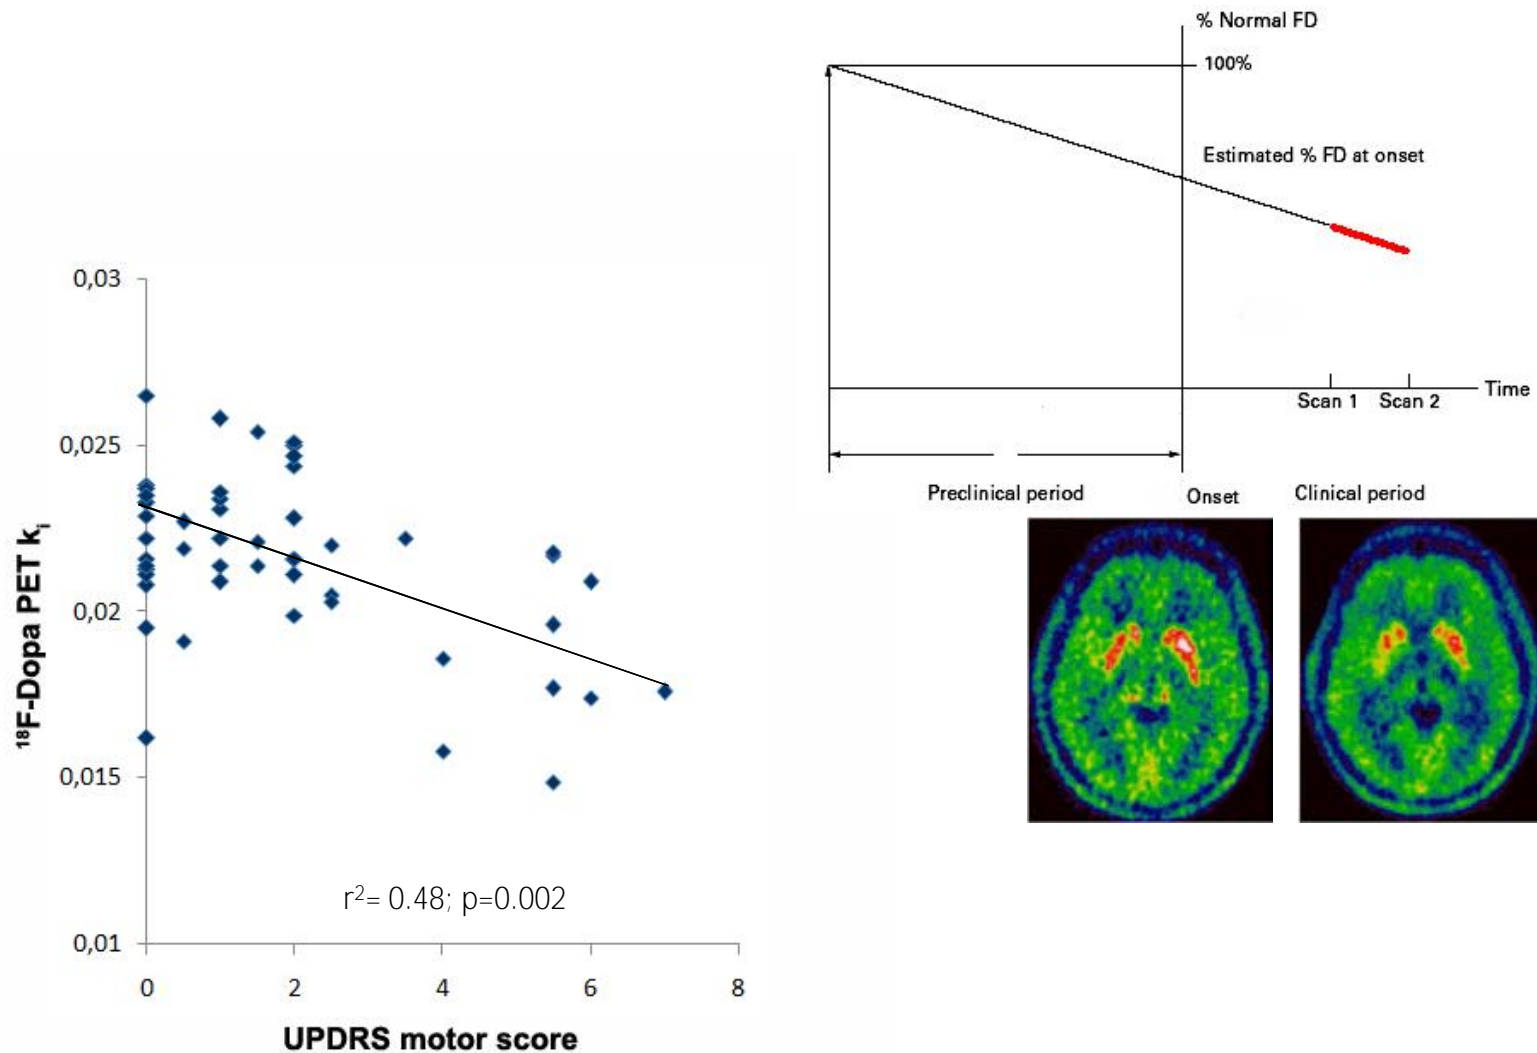 % Normal FD
100%
Estimated % FD at onset
Time
Scan 1 Scan 2
Preclinical period Onset Clinical period
0,03
0,025
0,02
0,015
0,01
¹⁸F-Dopa PET kᵢ
r²= 0.48; p=0.002
0 2 4 6 8
UPDRS motor score